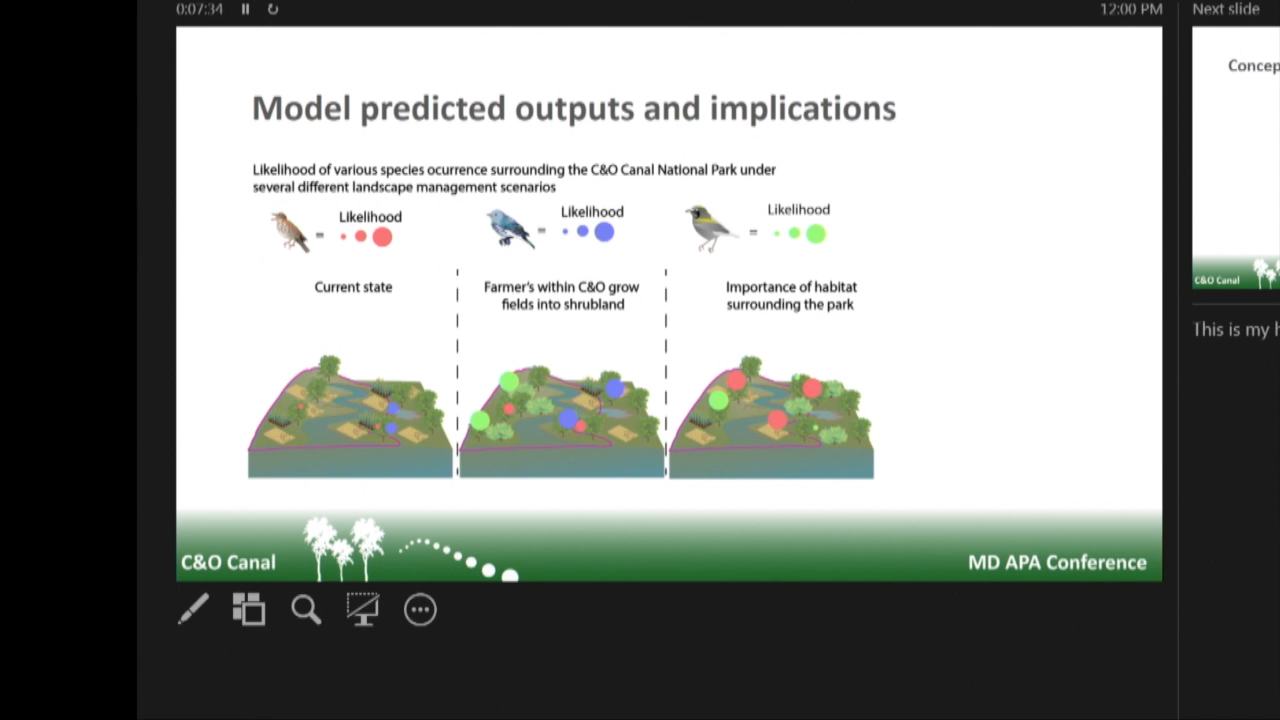 0:07:34
12:00 PM
Next slide
Model predicted outputs and implications
Likelihood of various species ocurrence surrounding the C&O Canal National Park under
several different landscape management scenarios
= Likelihood
= Likelihood
= Likelihood
Current state
Farmer's within C&O grow
fields into shrubland
Importance of habitat
surrounding the park
C&O Canal
MD APA Conference
Concep
C&O Canal
This is my h